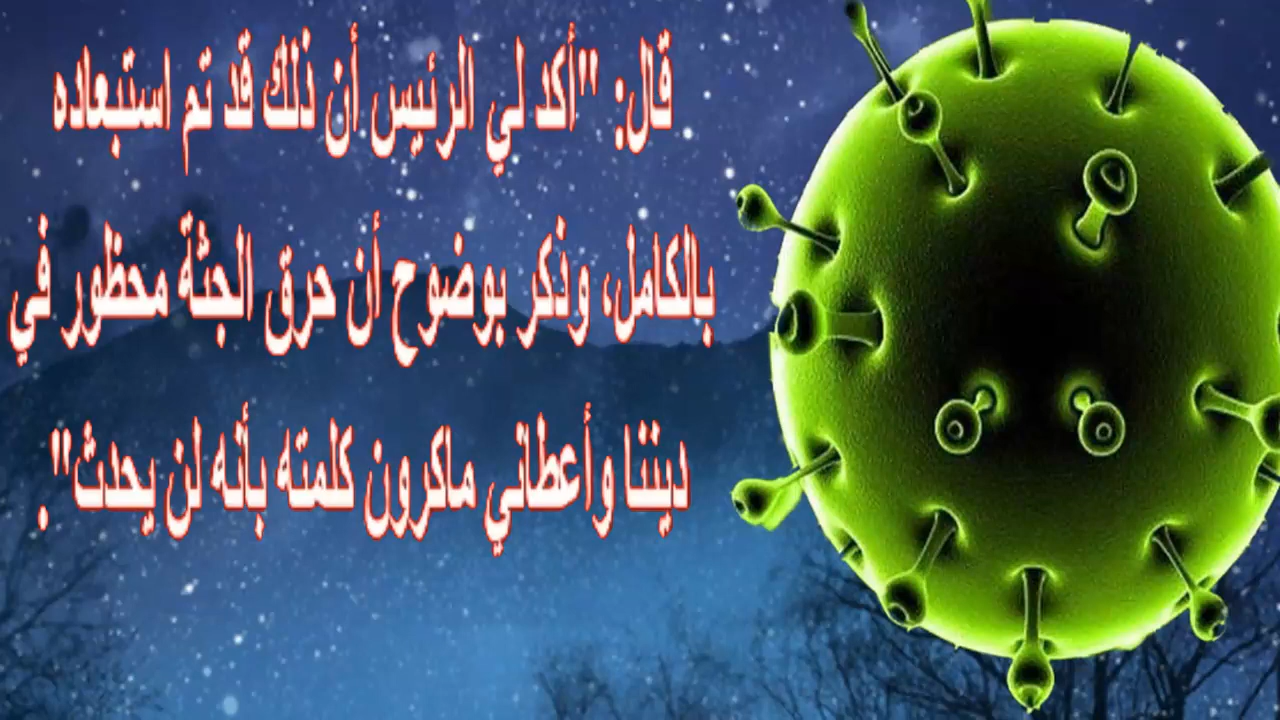 قال: "أكد لي الرئيس أن ذلك قد تم استبعاده
بالكامل، وذكر بوضوح أن حرق الجثة محظور في
ديننا وأعطاني ماكرون كلمته بأنه لن يحدث".